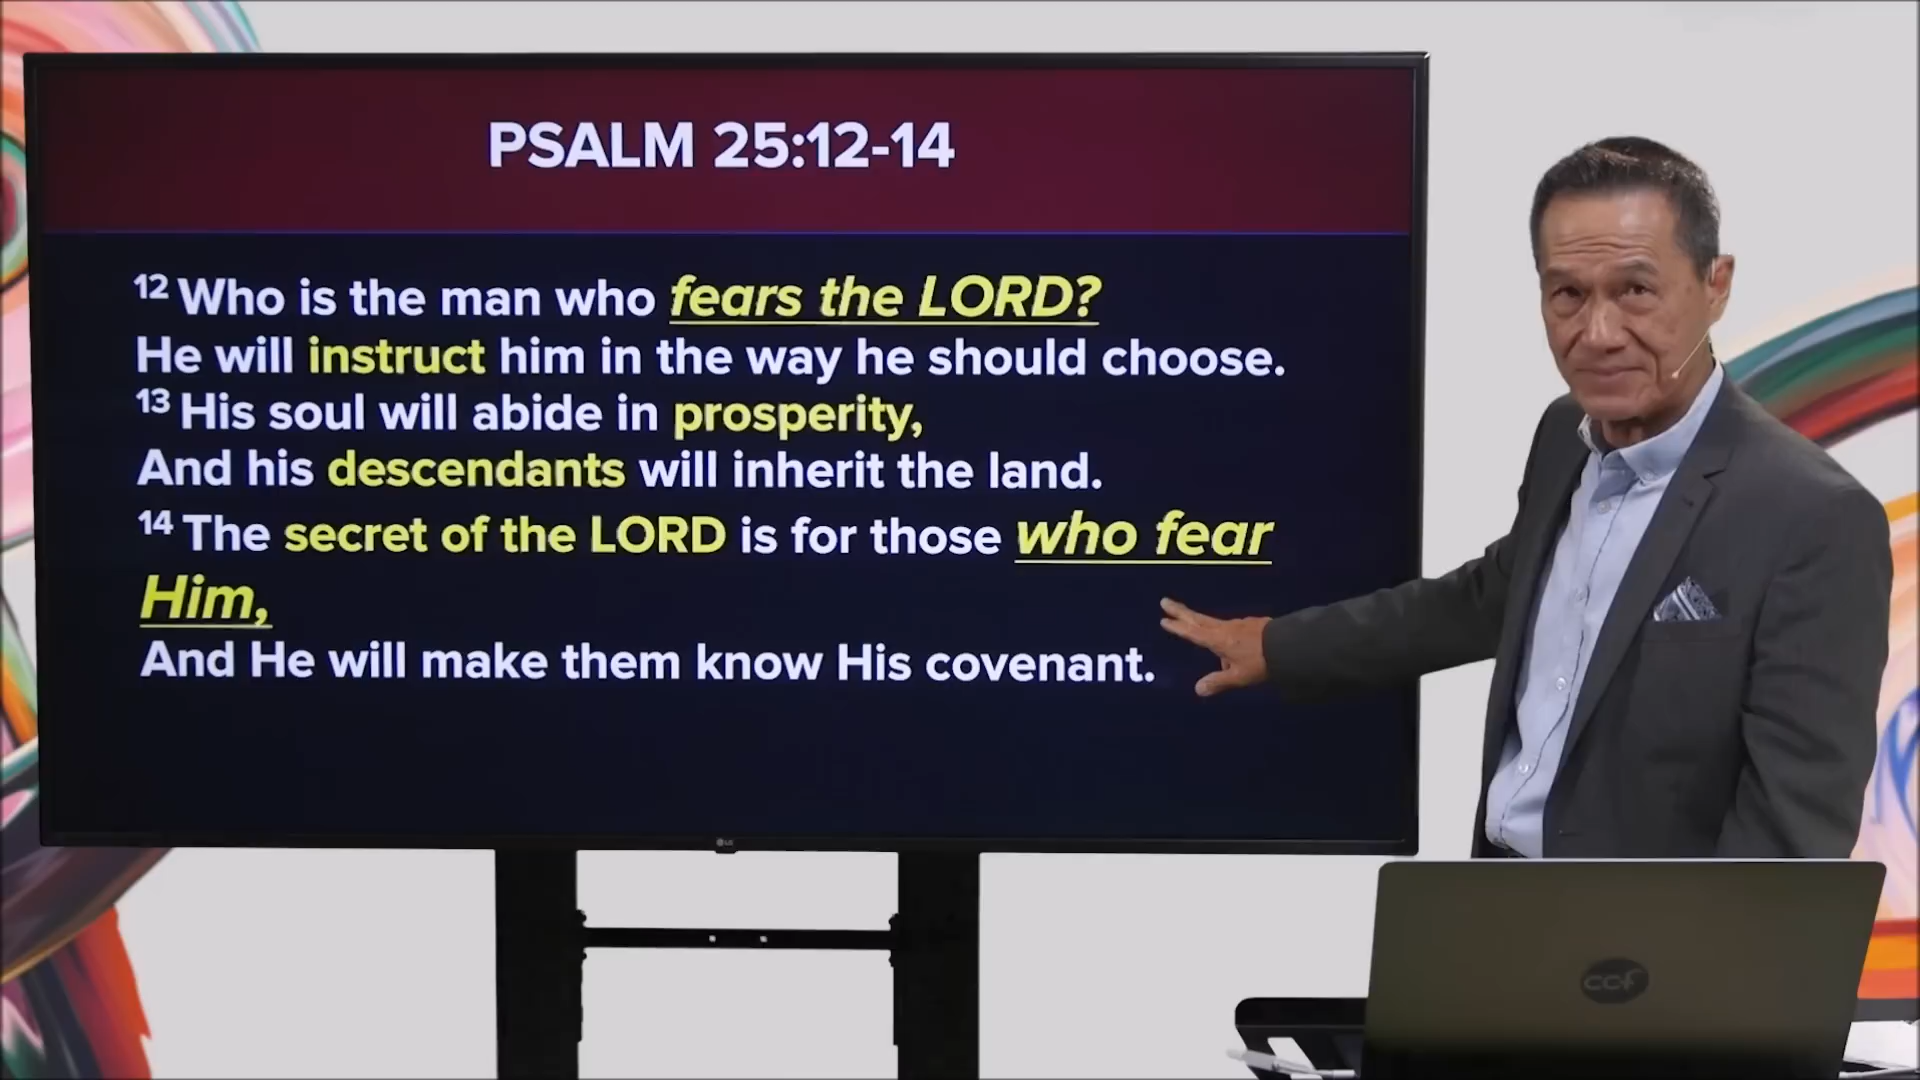 PSALM 25:12-14
12 Who is the man who fears the LORD?
He will instruct him in the way he should choose.
13 His soul will abide in prosperity,
And his descendants will inherit the land.
14 The secret of the LORD is for those who fear
Him,
And He will make them know His covenant.
LG
ccf